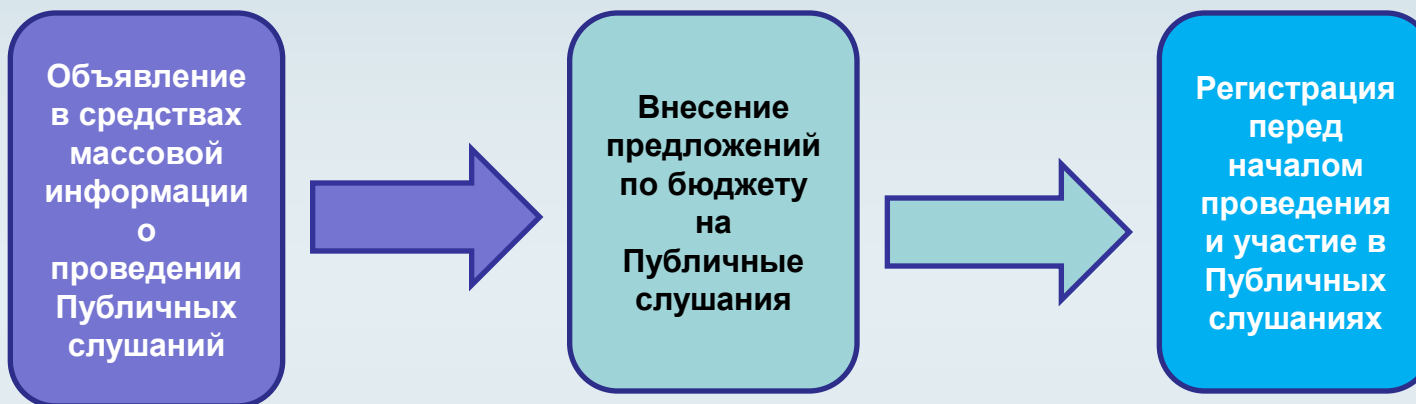 Объявление
в средствах
массовой
информации
о
проведении
Публичных
слушаний
Внесение
предложений
по бюджету
на
Публичные
слушания
Регистрация
перед
началом
проведения
и участие в
Публичных
слушаниях